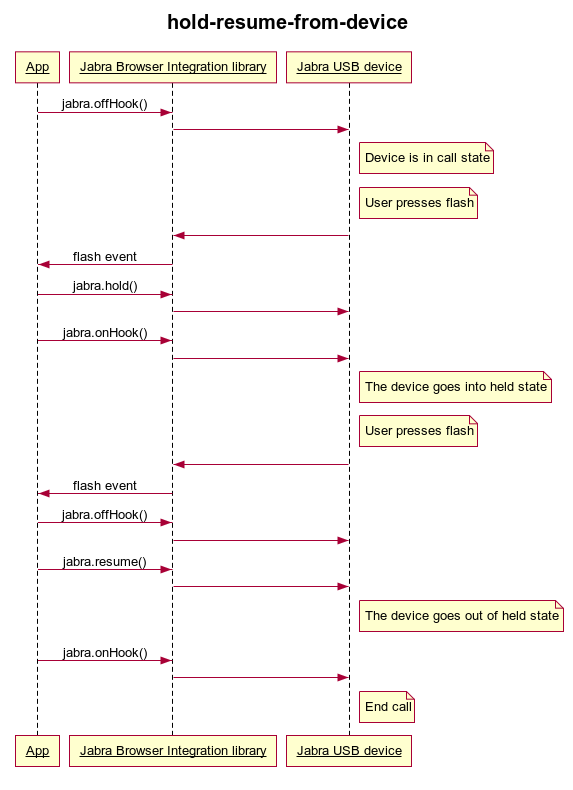 hold-resume-from-device
App
Jabra Browser Integration library
Jabra USB device
jabra.offHook()
Device is in call state
User presses flash
flash event
jabra.hold()
jabra.onHook()
The device goes into held state
User presses flash
flash event
jabra.offHook()
jabra.resume()
The device goes out of held state
jabra.onHook()
End call
App
Jabra Browser Integration library
Jabra USB device